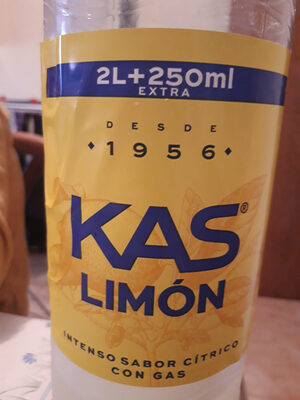 2L+250ml
EXTRA
DESDE
1956
KAS®
LIMÓN
INTENSO SABOR CÍTRICO
CON GAS